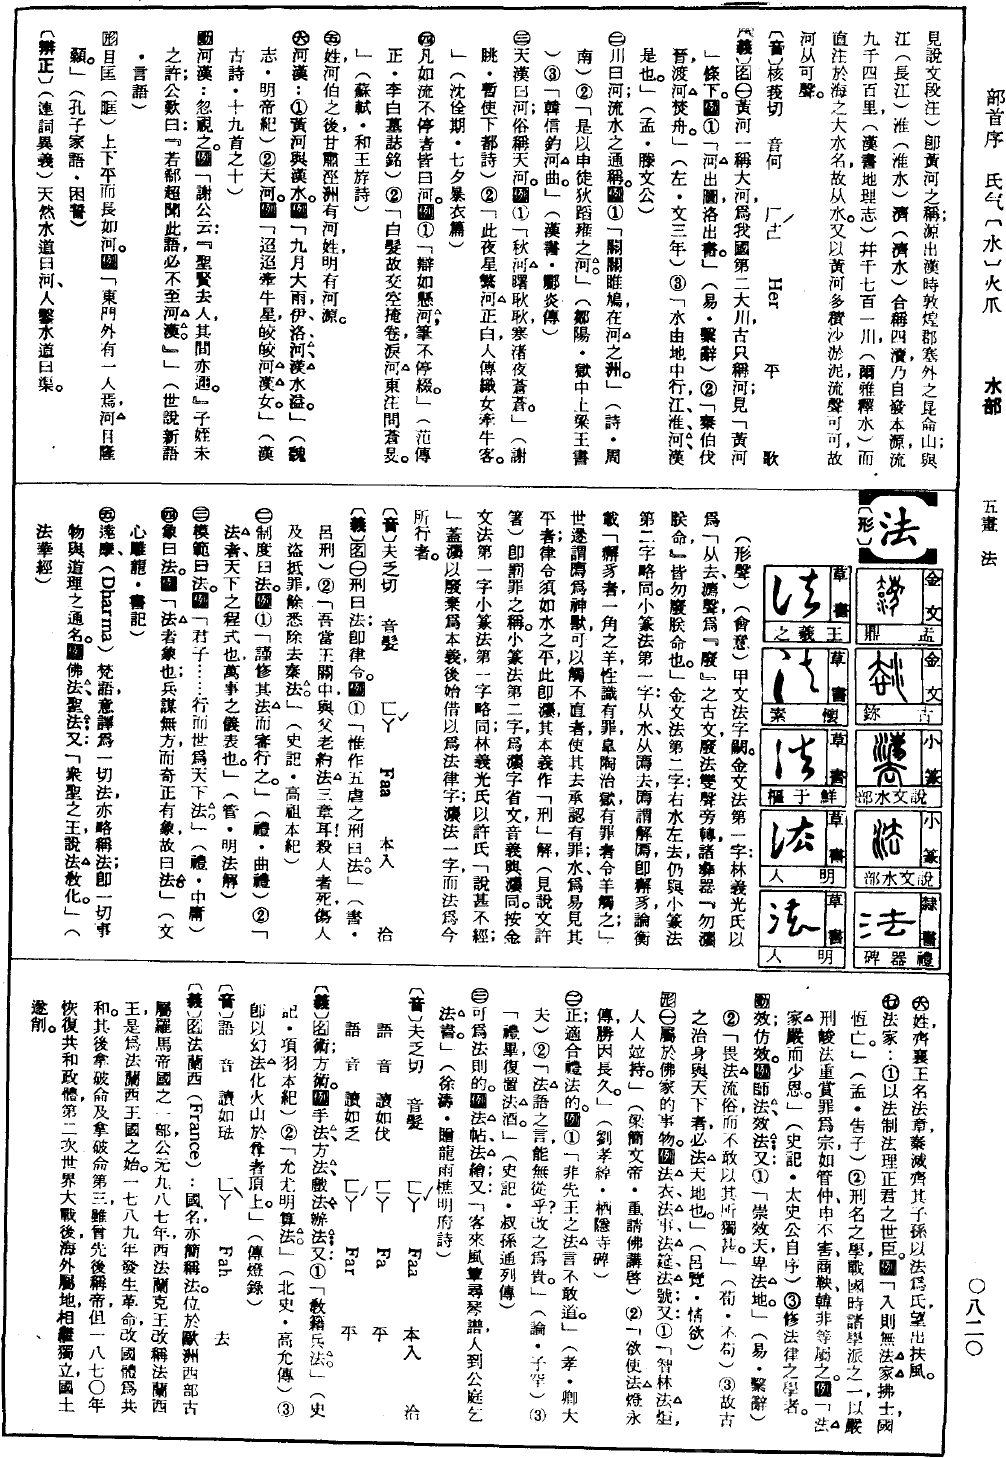 部首序　氏气「水」火爪　　水部　　五畫　法　　〇八二〇
見說文段注）卽黃河之稱；源出漢時敦煌郡塞外之昆侖山；與
江（長江）淮（淮水）濟（濟水）合稱四瀆，乃自發本源，流
九千四百里（漢書地理志）幷千七百一川，（爾雅釋水）而
直注於海之大水名，故从水。又以黃河多積沙淤泥，流聲可可，故
河从可聲。
〔音〕核莪切　音何　ㄏㄜˊ　Her　平　歌
〔義〕名㊀黃河一稱大河，爲我國第二大川，古只稱河；見「黃河
」條下。例①「河出圖，洛出書。」（易・繫辭）②「秦伯伐
晉，渡河焚舟。」（左・文三年）③「水由地中行，江、淮、河、漢
是也。」（孟・滕文公）
㊁川曰河；流水之通稱。例①「關關雎鳩，在河之洲。」（詩・周
南）②「是以申徒狄蹈雍之河。」（鄒陽・獄中上梁王書
）③「韓信釣河曲。」（漢書・酈炎傳）
㊂天漢曰河；俗稱天河。例①「秋河曙耿耿，寒渚夜蒼蒼。」（謝
眺・暫使下都詩）②「此夜星繁河正白，人傳織女牽牛客。
」（沈佺期・七夕暴衣篇）
㊃凡如流不停者皆曰河。例①「辯如懸河，筆不停綴。」（范傳
正・李白墓誌銘）②「白髮故交空掩卷，淚河東注問蒼旻。
」（蘇軾・和王斿詩）
㊄姓，河伯之後，甘肅涇洲有河姓，明有河源。
㊅河漢：①黃河與漢水。例「九月大雨，伊、洛、河、漢水溢。」（魏
志・明帝紀）②天河。例「迢迢牽牛星，皎皎河漢女。」（漢
古詩・十九首之十）
動河漢：忽視之。例「謝公云：『聖賢去人，其間亦邇。』子姪未
之許，公歎曰：『若郗超聞此語，必不至河漢。』」（世說新語
・言語）
形目匡（眶）上下平而長如河。例「東門外有一人焉，河目隆
顙。」（孔子家語・困誓）
〔辨正〕（連詞異義）天然水道曰河，人鑿水道曰渠。
【法】
〔形〕
金文　盂鼎
金文　古鉥
小篆　說文水部
小篆　說文水部
隸書　禮器碑
草書　王羲之
草書　懷素
草書　鮮于樞
草書　明人
草書　明人
（形聲）（會意）甲文法字闕。金文法第一字：林義光氏以
爲「从去，灋聲，爲『廢』之古文，廢法雙聲旁轉，諸彝器『勿灋
朕命』皆勿廢朕命也。」金文法第二字：右水左去，仍與小篆法
第二字略同。小篆法第一字：从水、从廌去，廌謂解廌，卽獬豸，論衡
載「獬豸者，一角之羊，性識有罪，皐陶治獄，有罪者令羊觸之；」
世遂謂廌爲神獸，可以觸不直者使其去承認有罪；水爲易見其
平者，律令須如水之平，此卽灋，其本義作「刑」解（見說文許
箸）卽罰罪之稱。小篆法第二字爲灋字省文，音義與灋同。按金
文法第一字小篆法第一字略同，林義光氏以許氏「說甚不經；
」蓋灋以廢棄爲本義，後始借以爲法律字；灋法一字而法爲今
所行者。
〔音〕夫乏切　音髮　ㄈㄚˇ　Faa　本入　洽
〔義〕名㊀刑曰法；卽律令。例①「惟作五虐之刑曰法。」（書・
呂刑）②「吾當王關中，與父老約，法三章耳！殺人者死，傷人
及盜抵罪，餘悉除去秦法。」（史記・高祖本紀）
㊁制度曰法。例①「謹修其法而審行之。」（禮・曲禮）②「
法者，天下之程式也，萬事之儀表也。」（管・明法解）
㊂模範曰法。例「君子……行而世爲天下法。」（禮・中庸）
㊃象曰法。例「法者象也，兵謀無方，而奇正有象，故曰法」（文
心雕龍・書記）
㊄達摩（Dharma）梵語意譯爲一切法，亦略稱法；卽一切事
物與道理之通名。例佛法、聖法。又：「衆聖之王，說法教化。」（
法華經）
㊅姓，齊襄王名法章，秦滅齊，其子孫以法爲氏，望出扶風。
㊆法家：①以法制法理正君之世臣。例「入則無法家拂士，國
恆亡。」（孟・告子）②刑名之學，戰國時諸學派之一，以嚴
刑峻法，重賞罪爲宗，如管仲、申不害、商鞅、韓非等屬之。例「法
家嚴而少恩。」（史記・太史公自序）③修法律之學者。
動效仿、效。例師法、效法。又：①「崇效天，卑法地。」（易・繫辭）
②「畏法流俗而不敢以其所獨甚。」（荀・不苟）③故古
之治身與天下者，必法天地也。」（呂覽・情欲）
形㊀屬於佛家的事物。例法衣、法事、法筵、法號。又：①「智林法炬，
人人竝持。」（梁簡文帝・重請佛講啓）②「欲使法燈永
傳，勝因長久。」（劉孝綽・栖隱寺碑）
㊁正適合禮法的。例①「非先王之法言不敢道。」（孝・卿大
夫）②「法語之言，能無從乎？改之爲貴。」（論・子罕）③
「禮畢，復置法酒。」（史記・叔孫通列傳）
㊂可爲法則的。例法帖、法繪。又：「客來風簟尋琴譜，人到公庭乞
法書。」（徐濤・贈龍雨樵明府詩）
〔音〕夫乏切　音髮　ㄈㄚˇ　Faa　本入　洽
語音　讀如伐　ㄈㄚˊ　Fa　平
語音　讀如乏　ㄈㄚˊ　Far　平
〔義〕名術；方術。例手法、方法、戲法、辦法。又：①「教籍兵法。」（史
記・項羽本紀）②「允尤明算法。」（北史・高允傳）③
卽以幻法化火山於尊者頂上。」（傳燈錄）
〔音〕語音　讀如琺　ㄈㄚˋ　Fah　去
〔義〕名法蘭西（France）：國名，亦簡稱法，位於歐洲西部，古
屬羅馬帝國之一部，公元九八七年，西法蘭克王改稱法蘭西
王，是爲法蘭西王國之始。一七八九年發生革命，改國體爲共
和，其後拿破侖及拿破侖第三，雖曾先後稱帝，但一八七〇年
恢復共和政體，第二次世界大戰後，海外屬地，相繼獨立，國土
遂削。